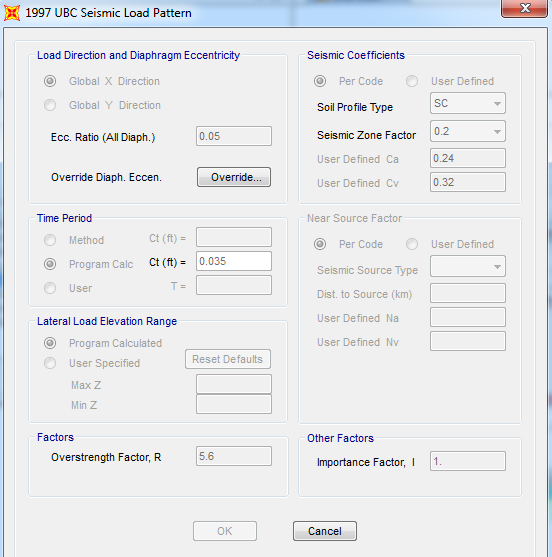 1997 UBC Seismic Load Pattern
Load Direction and Diaphragm Eccentricity
Global X Direction
Global Y Direction
Ecc. Ratio (All Diaph.) 0.05
Override Diaph. Eccen. Override...
Time Period
Method Ct (ft) =
Program Calc Ct (ft) = 0.035
User T =
Lateral Load Elevation Range
Program Calculated
User Specified Reset Defaults
Max Z
Min Z
Factors
Overstrength Factor, R 5.6
Seismic Coefficients
Per Code User Defined
Soil Profile Type SC
Seismic Zone Factor 0.2
User Defined Ca 0.24
User Defined Cv 0.32
Near Source Factor
Per Code User Defined
Seismic Source Type
Dist. to Source (km)
User Defined Na
User Defined Nv
Other Factors
Importance Factor, I 1.
OK Cancel